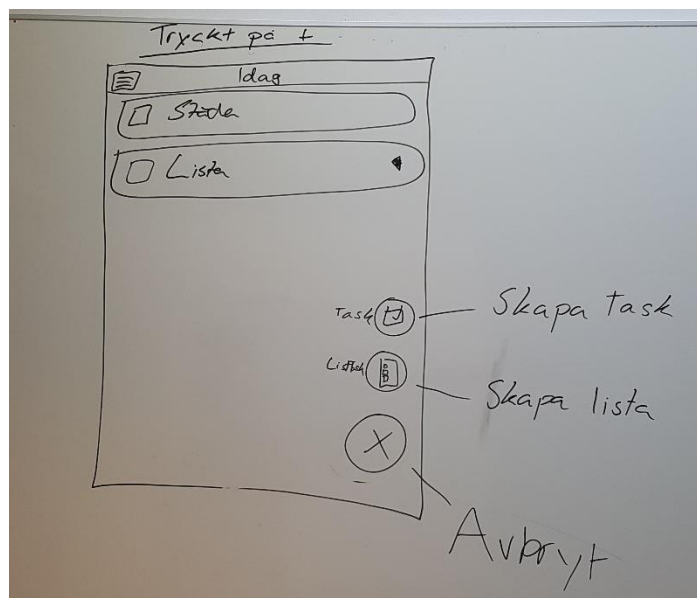 Tryckt på +
Idag
Städa
Lista
Task
Skapa task
Skapa lista
X
Avbryt